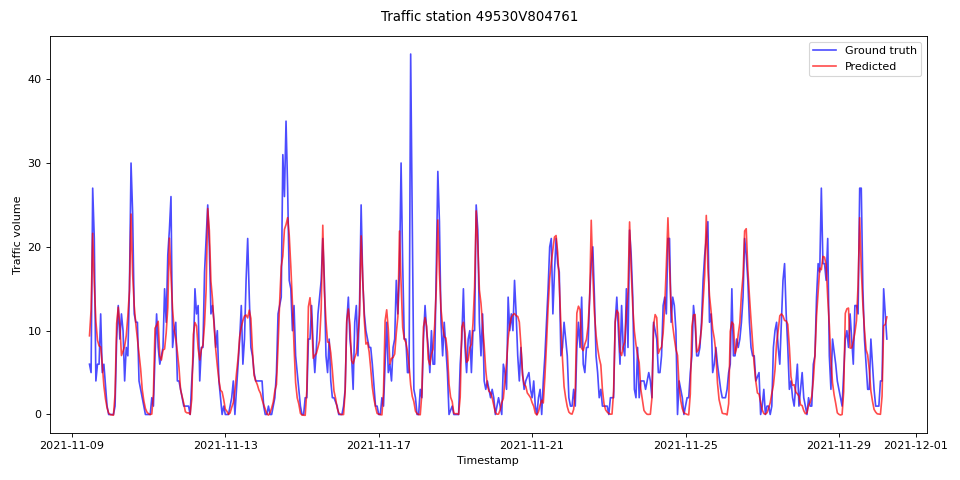 Traffic station 49530V804761
Ground truth
Predicted
Traffic volume
40
30
20
10
0
2021-11-09
2021-11-13
2021-11-17
2021-11-21
2021-11-25
2021-11-29
2021-12-01
Timestamp